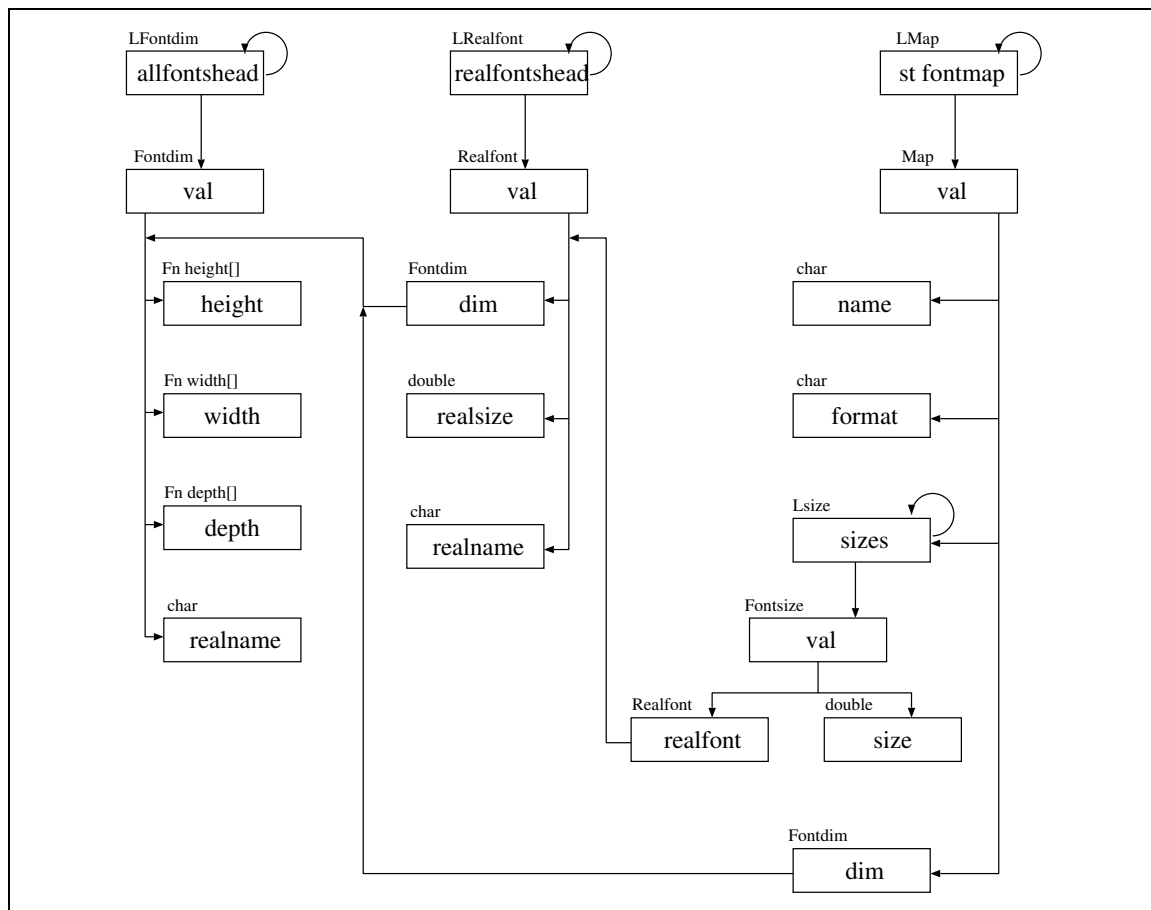 LFontdim
allfontshead
LRealfont
realfontshead
LMap
st fontmap
Fontdim
val
Realfont
val
Map
val
Fn height[]
height
Fontdim
dim
char
name
Fn width[]
width
double
realsize
char
format
Fn depth[]
depth
char
realname
Lsize
sizes
char
realname
Fontsize
val
Realfont
realfont
double
size
Fontdim
dim